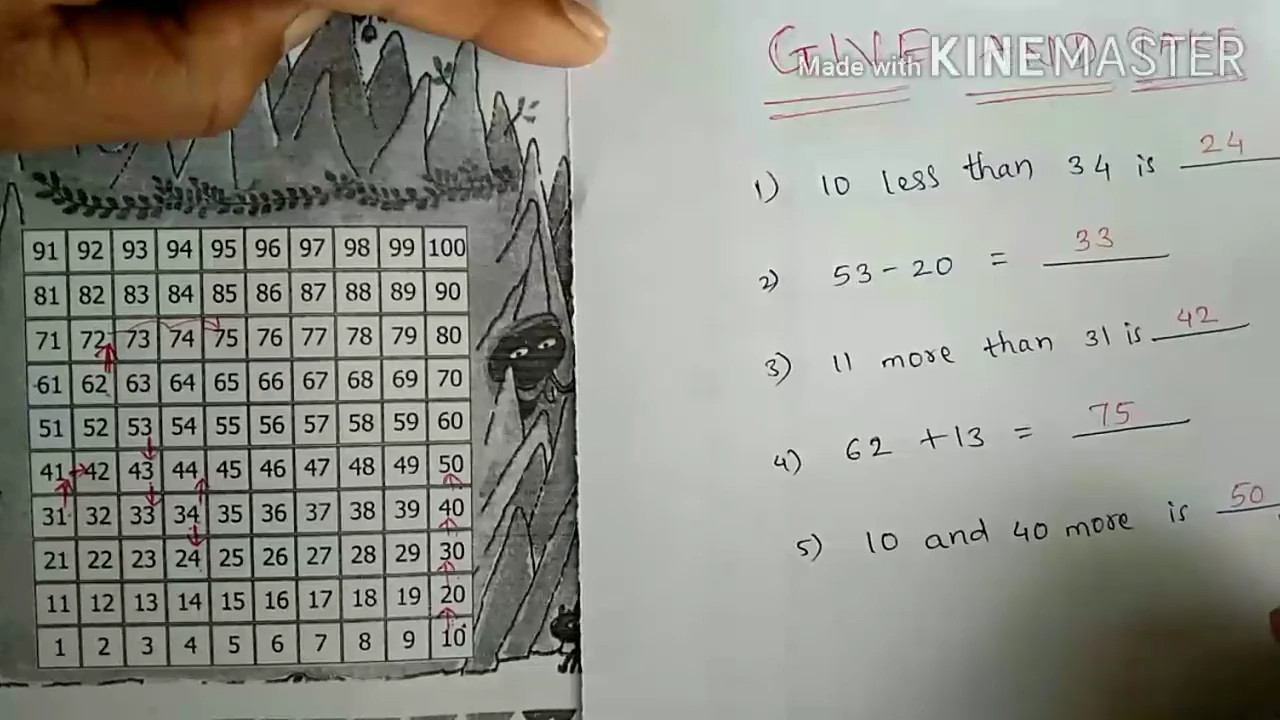 GIVE AND TAKE
Made with KINEMASTER
91 92 93 94 95 96 97 98 99 100
81 82 83 84 85 86 87 88 89 90
71 72 73 74 75 76 77 78 79 80
61 62 63 64 65 66 67 68 69 70
51 52 53 54 55 56 57 58 59 60
41 42 43 44 45 46 47 48 49 50
31 32 33 34 35 36 37 38 39 40
21 22 23 24 25 26 27 28 29 30
11 12 13 14 15 16 17 18 19 20
1 2 3 4 5 6 7 8 9 10
1) 10 less than 34 is 24
2) 53 - 20 = 33
3) 11 more than 31 is 42
4) 62 + 13 = 75
5) 10 and 40 more is 50